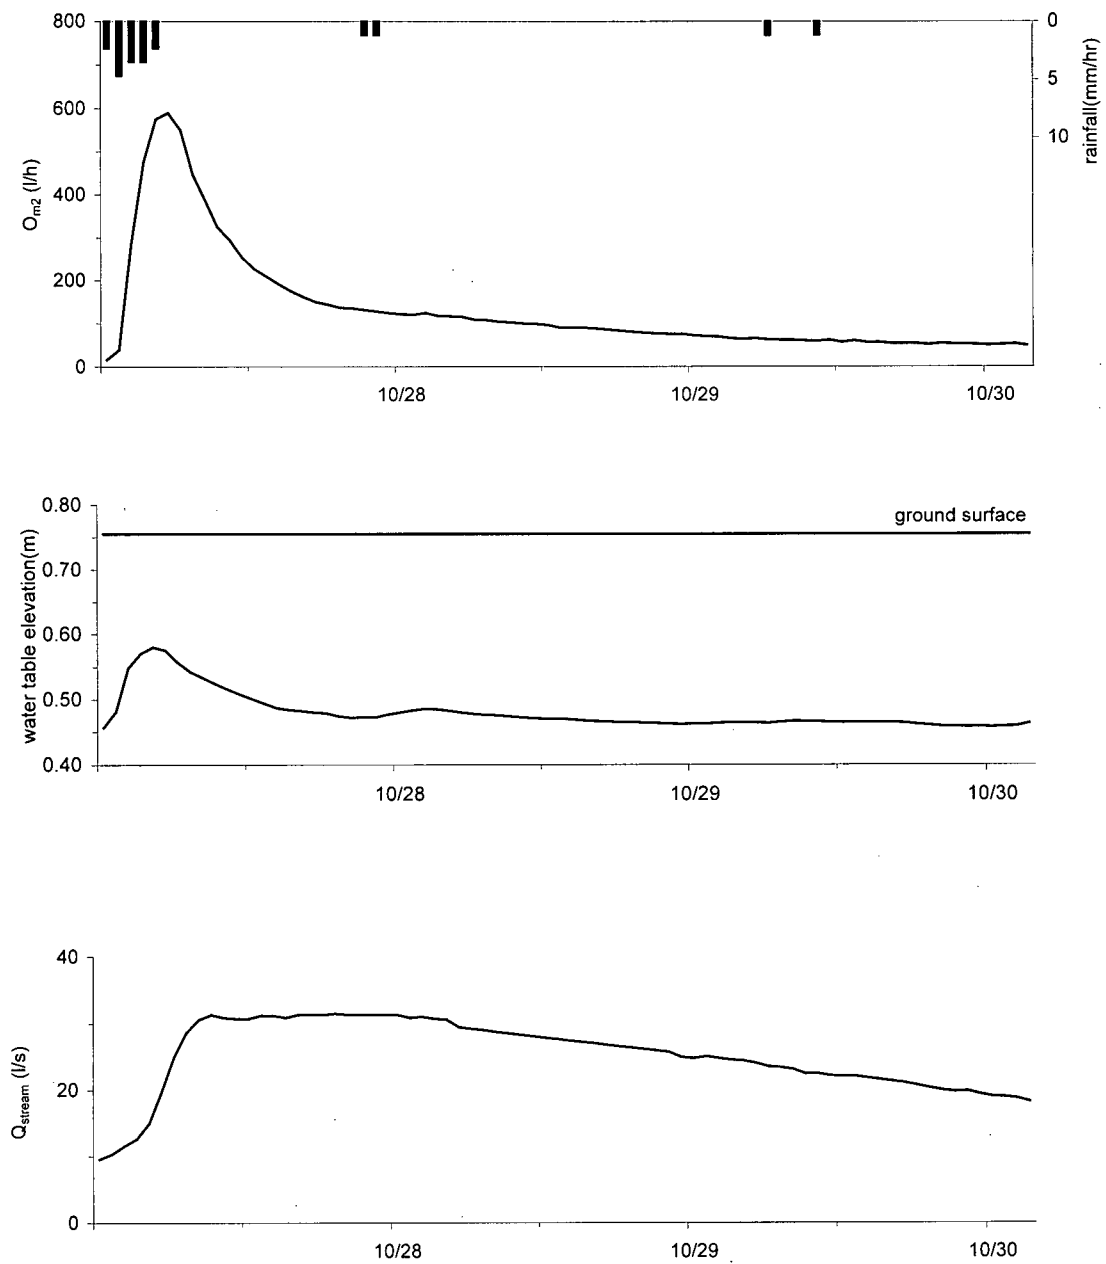 800
600
400
200
0
O_m2 (l/h)
0
5
10
rainfall(mm/hr)
10/28 10/29 10/30
0.80
0.70
0.60
0.50
0.40
water table elevation(m)
ground surface
10/28 10/29 10/30
40
20
0
Q_stream (l/s)
10/28 10/29 10/30